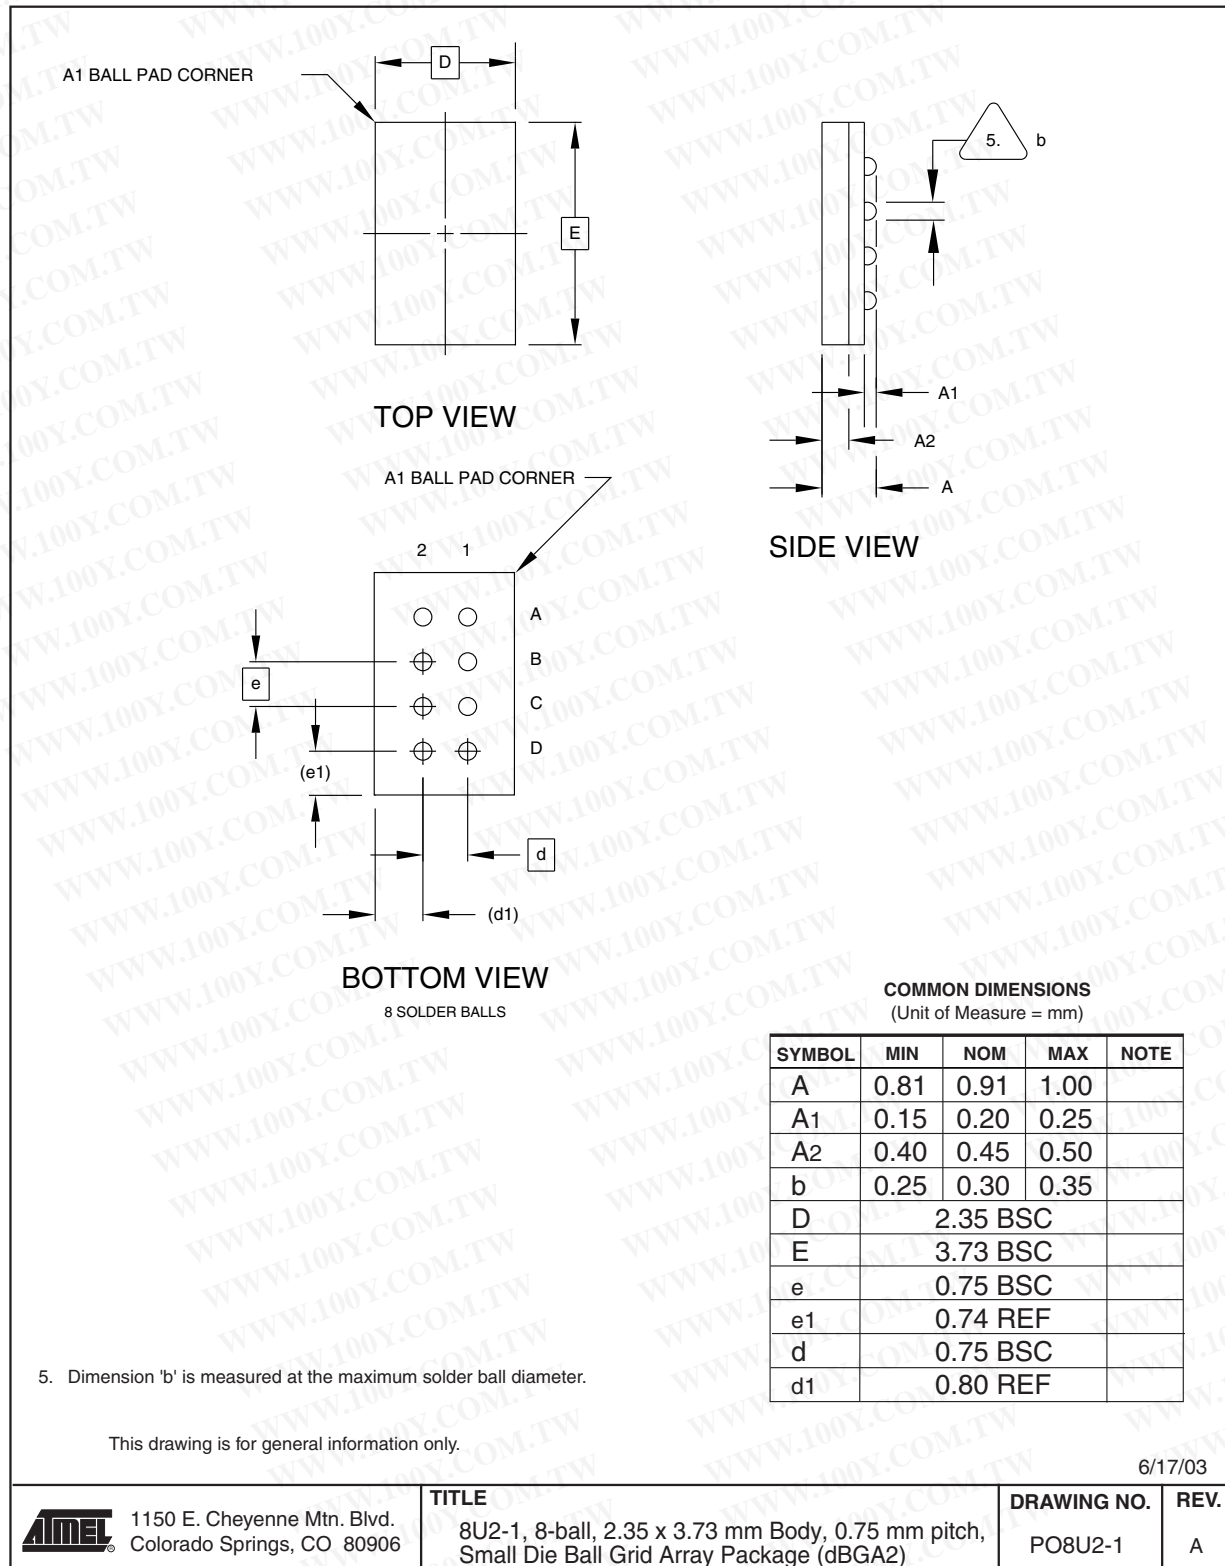 A1 BALL PAD CORNER
D
E
TOP VIEW
5.
b
A1
A2
A
SIDE VIEW
A1 BALL PAD CORNER
2 1
A
B
C
D
e
(e1)
d
(d1)
BOTTOM VIEW
8 SOLDER BALLS
COMMON DIMENSIONS
(Unit of Measure = mm)
SYMBOL MIN NOM MAX NOTE
A 0.81 0.91 1.00
A1 0.15 0.20 0.25
A2 0.40 0.45 0.50
b 0.25 0.30 0.35
D 2.35 BSC
E 3.73 BSC
e 0.75 BSC
e1 0.74 REF
d 0.75 BSC
d1 0.80 REF
5. Dimension 'b' is measured at the maximum solder ball diameter.
This drawing is for general information only.
6/17/03
ATMEL
1150 E. Cheyenne Mtn. Blvd.
Colorado Springs, CO 80906
TITLE
8U2-1, 8-ball, 2.35 x 3.73 mm Body, 0.75 mm pitch,
Small Die Ball Grid Array Package (dBGA2)
DRAWING NO.
PO8U2-1
REV.
A
WWW.100Y.COM.TW